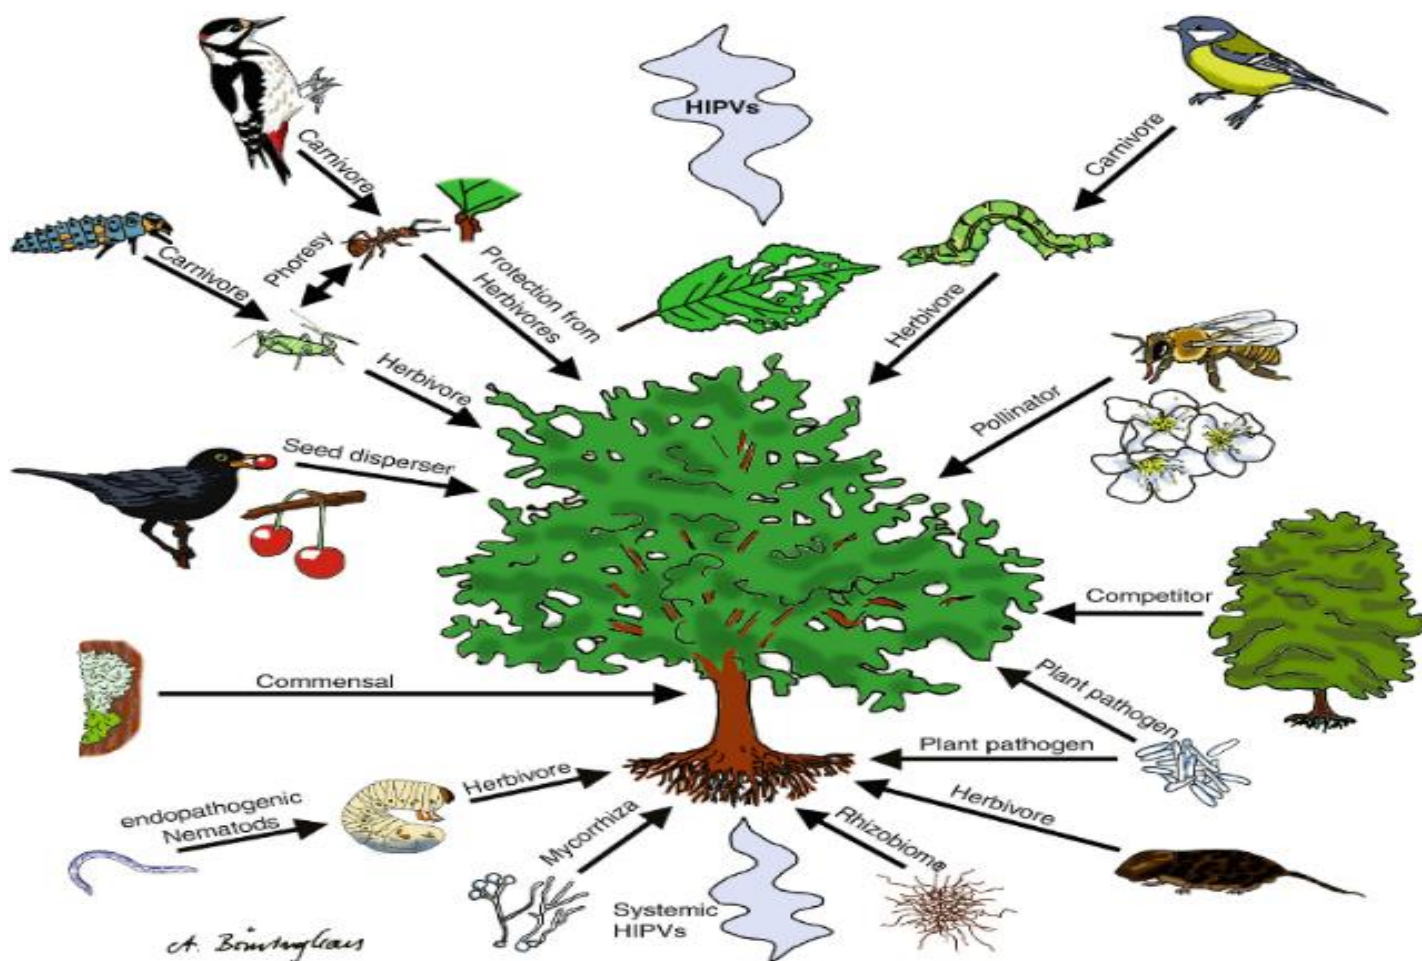 HIPVs
Carnivore
Carnivore
Carnivore
Phoresy
Protection from
Herbivores
Herbivore
Herbivore
Pollinator
Seed disperser
Competitor
Commensal
Plant pathogen
Plant pathogen
endopathogenic
Nematods
Herbivore
Herbivore
Mycorrhiza
Rhizobiome
Systemic
HIPVs